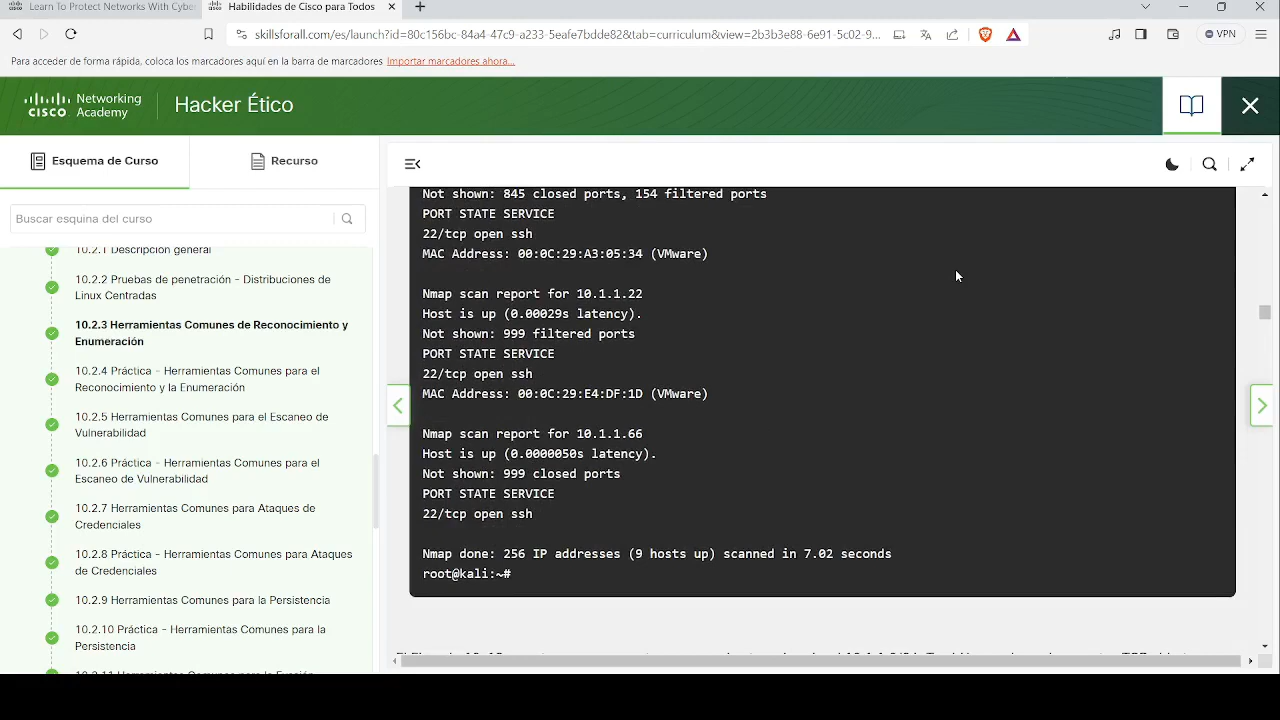 Learn To Protect Networks With Cyber
Habilidades de Cisco para Todos
skillsforall.com/es/launch?id=80c156bc-84a4-47c9-a233-5eafe7bdde82&tab=curriculum&view=2b3b3e88-6e91-5c02-9...
VPN
Para acceder de forma rápida, coloca los marcadores aquí en la barra de marcadores Importar marcadores ahora...
Networking
Academy
CISCO
Hacker Ético
Esquema de Curso
Recurso
Buscar esquina del curso
10.2.1 Descripción general
10.2.2 Pruebas de penetración - Distribuciones de
Linux Centradas
10.2.3 Herramientas Comunes de Reconocimiento y
Enumeración
10.2.4 Práctica - Herramientas Comunes para el
Reconocimiento y la Enumeración
10.2.5 Herramientas Comunes para el Escaneo de
Vulnerabilidad
10.2.6 Práctica - Herramientas Comunes para el
Escaneo de Vulnerabilidad
10.2.7 Herramientas Comunes para Ataques de
Credenciales
10.2.8 Práctica - Herramientas Comunes para Ataques
de Credenciales
10.2.9 Herramientas Comunes para la Persistencia
10.2.10 Práctica - Herramientas Comunes para la
Persistencia
Not shown: 845 closed ports, 154 filtered ports
PORT STATE SERVICE
22/tcp open ssh
MAC Address: 00:0C:29:A3:05:34 (VMware)
Nmap scan report for 10.1.1.22
Host is up (0.00029s latency).
Not shown: 999 filtered ports
PORT STATE SERVICE
22/tcp open ssh
MAC Address: 00:0C:29:E4:DF:1D (VMware)
Nmap scan report for 10.1.1.66
Host is up (0.0000050s latency).
Not shown: 999 closed ports
PORT STATE SERVICE
22/tcp open ssh
Nmap done: 256 IP addresses (9 hosts up) scanned in 7.02 seconds
root@kali:~#